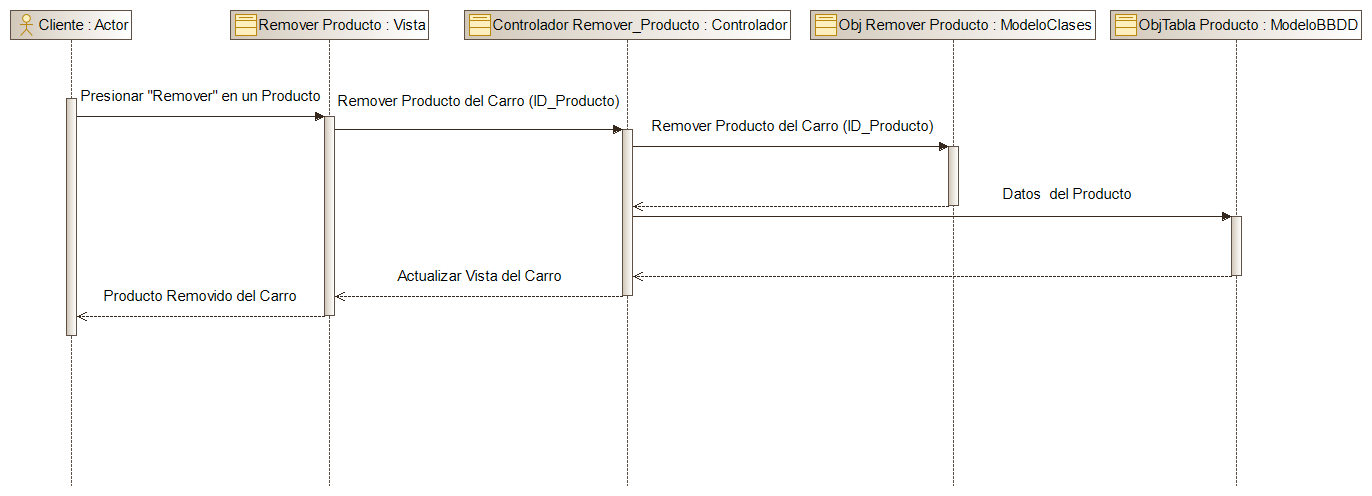 Cliente : Actor
Remover Producto : Vista
Controlador Remover_Producto : Controlador
Obj Remover Producto : ModeloClases
ObjTabla Producto : ModeloBBDD
Presionar "Remover" en un Producto
Remover Producto del Carro (ID_Producto)
Remover Producto del Carro (ID_Producto)
Datos  del Producto
Actualizar Vista del Carro
Producto Removido del Carro